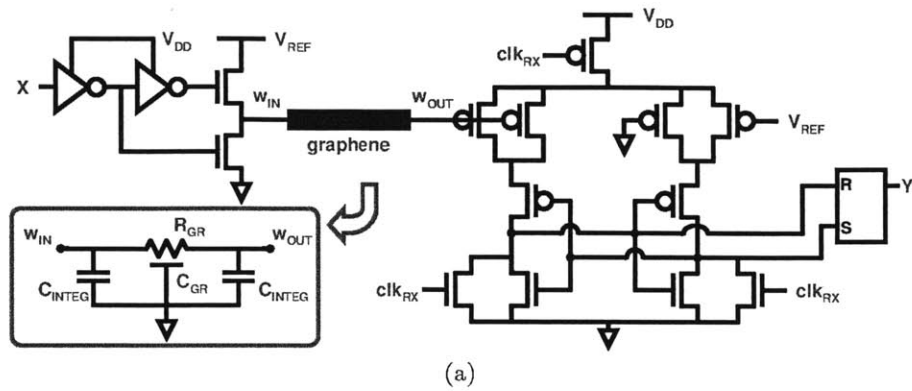 V_DD
V_REF
X
w_IN
graphene
w_OUT
V_DD
clk_RX
V_REF
R
S
Y
clk_RX
clk_RX
w_IN
R_GR
w_OUT
C_INTEG
C_GR
C_INTEG
(a)